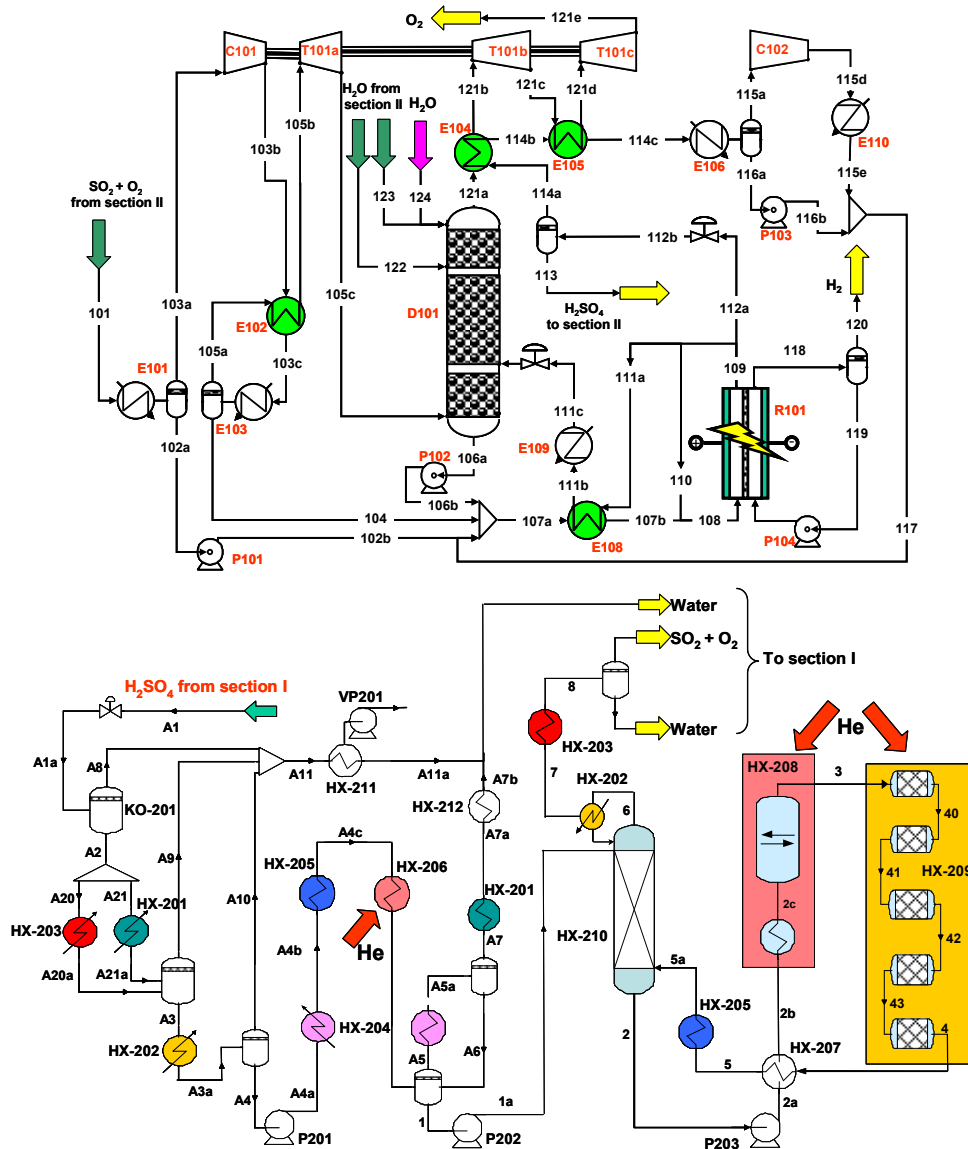 O2
121e
C101
T101a
T101b
T101c
C102
H2O from
section II
H2O
121b
121c
121d
115a
115d
103b
105b
E104
114b
E105
114c
E106
E110
SO2 + O2
from section II
103a
123
124
121a
114a
116a
115e
P103
116b
101
122
105c
112b
113
H2SO4
to section II
H2
D101
112a
120
E102
105a
103c
E101
E103
111a
109
118
R101
111c
E109
119
102a
P102
106a
111b
110
106b
104
107a
107b
108
102b
E108
P104
117
P101
Water
SO2 + O2
To section I
Water
H2SO4 from section I
VP201
A1
8
He
A1a
A8
A11
HX-211
A11a
A7b
HX-203
HX-202
HX-208
3
KO-201
HX-212
7
6
40
A2
A9
A4c
A7a
HX-205
HX-206
41
HX-209
A20
A21
HX-201
A10
HX-201
2c
HX-203
He
A7
HX-210
42
A20a
A21a
A4b
A5a
5a
43
A3
HX-204
HX-205
2b
4
HX-202
A5
A6
2
HX-207
A3a
A4
A4a
1a
5
2a
P201
1
P202
P203